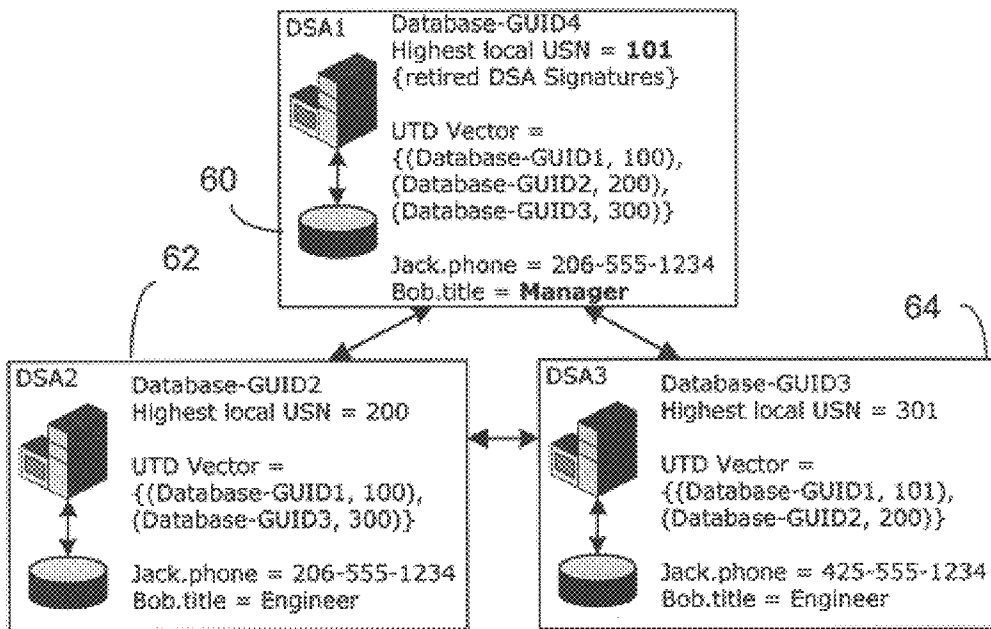 DSA1
Database-GUID4
Highest local USN = 101
{retired DSA Signatures}
UTD Vector =
{(Database-GUID1, 100),
(Database-GUID2, 200),
(Database-GUID3, 300)}
Jack.phone = 206-555-1234
Bob.title = Manager
60
62
64
DSA2
Database-GUID2
Highest local USN = 200
UTD Vector =
{(Database-GUID1, 100),
(Database-GUID3, 300)}
Jack.phone = 206-555-1234
Bob.title = Engineer
DSA3
Database-GUID3
Highest local USN = 301
UTD Vector =
{(Database-GUID1, 101),
(Database-GUID2, 200)}
Jack.phone = 425-555-1234
Bob.title = Engineer